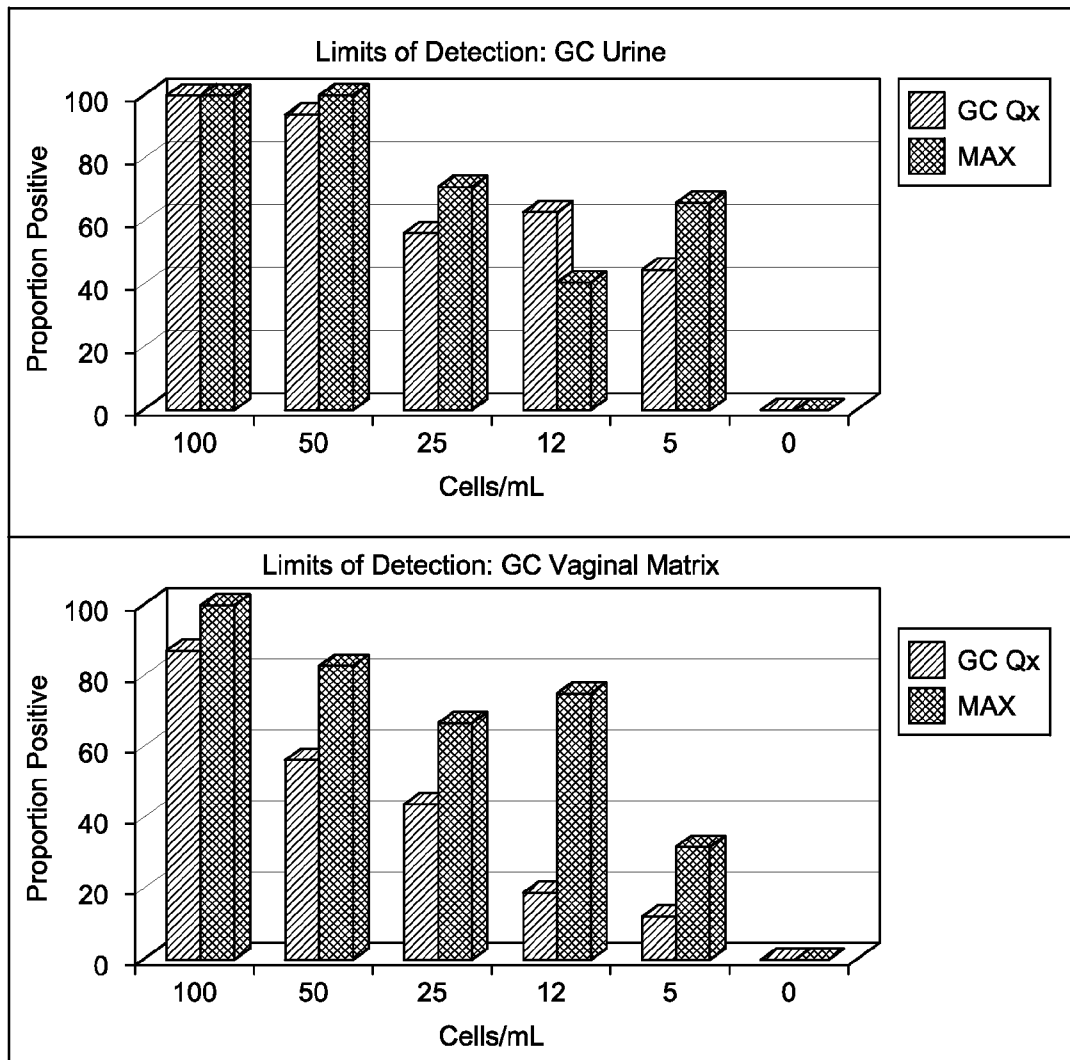 Limits of Detection: GC Urine
Proportion Positive
100
80
60
40
20
0
100 50 25 12 5 0
Cells/mL
GC Qx
MAX
Limits of Detection: GC Vaginal Matrix
Proportion Positive
100
80
60
40
20
0
100 50 25 12 5 0
Cells/mL
GC Qx
MAX